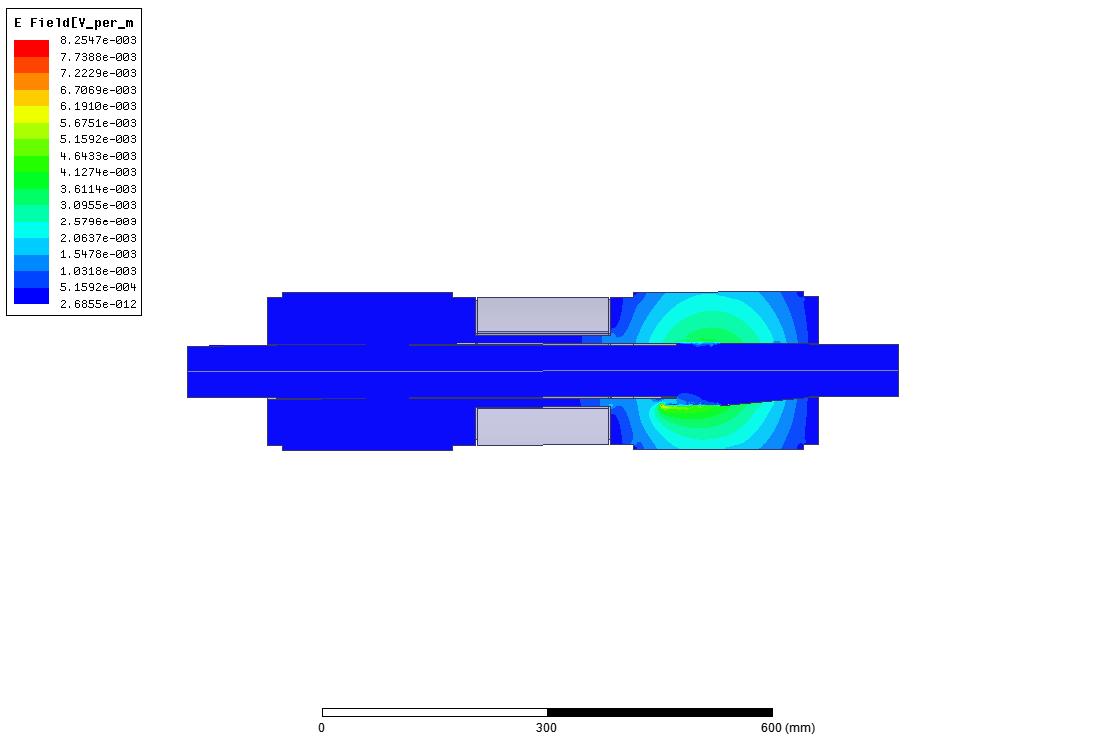 E Field[V_per_m
8.2547e-003
7.7388e-003
7.2229e-003
6.7069e-003
6.1910e-003
5.6751e-003
5.1592e-003
4.6433e-003
4.1274e-003
3.6114e-003
3.0955e-003
2.5796e-003
2.0637e-003
1.5478e-003
1.0318e-003
5.1592e-004
2.6855e-012
0 300 600 (mm)